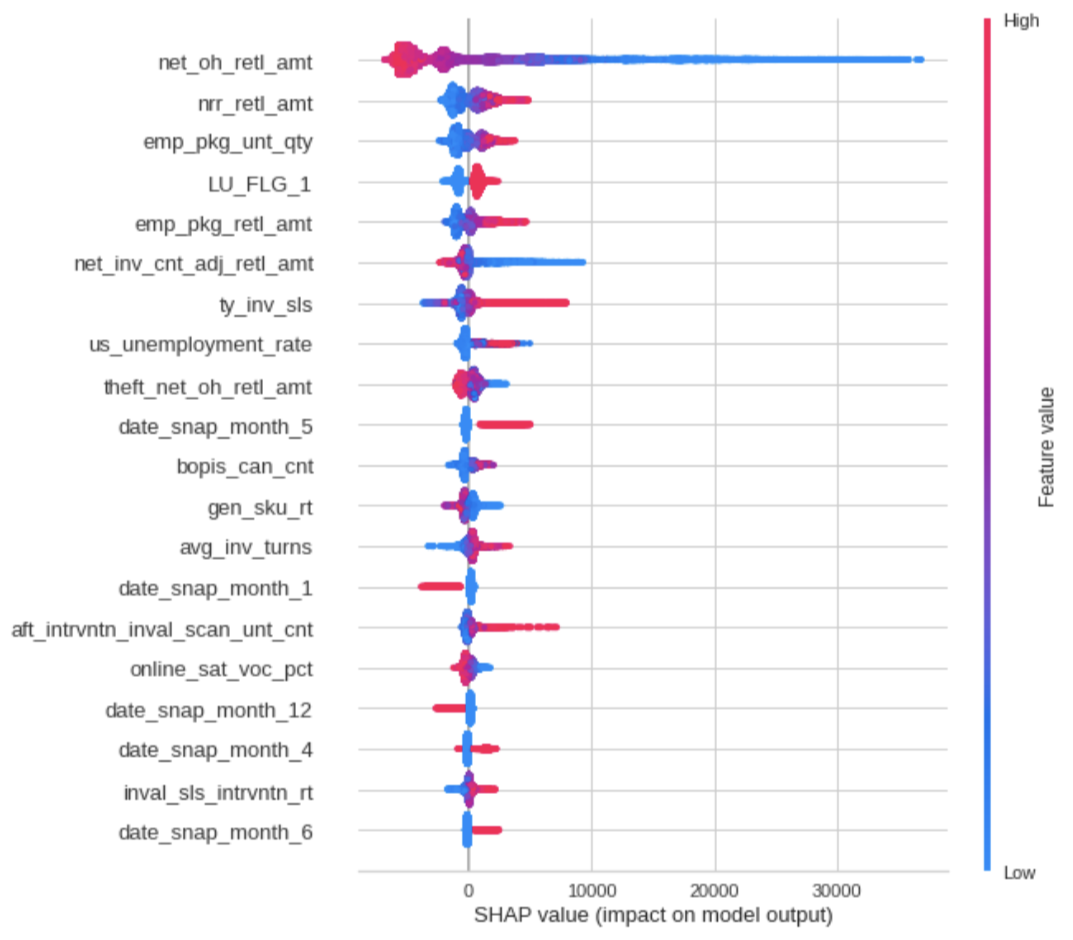 High
net_oh_retl_amt
nrr_retl_amt
emp_pkg_unt_qty
LU_FLG_1
emp_pkg_retl_amt
net_inv_cnt_adj_retl_amt
ty_inv_sls
us_unemployment_rate
theft_net_oh_retl_amt
date_snap_month_5
bopis_can_cnt
gen_sku_rt
avg_inv_turns
date_snap_month_1
aft_intrvntn_inval_scan_unt_cnt
online_sat_voc_pct
date_snap_month_12
date_snap_month_4
inval_sls_intrvntn_rt
date_snap_month_6
Feature value
Low
0 10000 20000 30000
SHAP value (impact on model output)